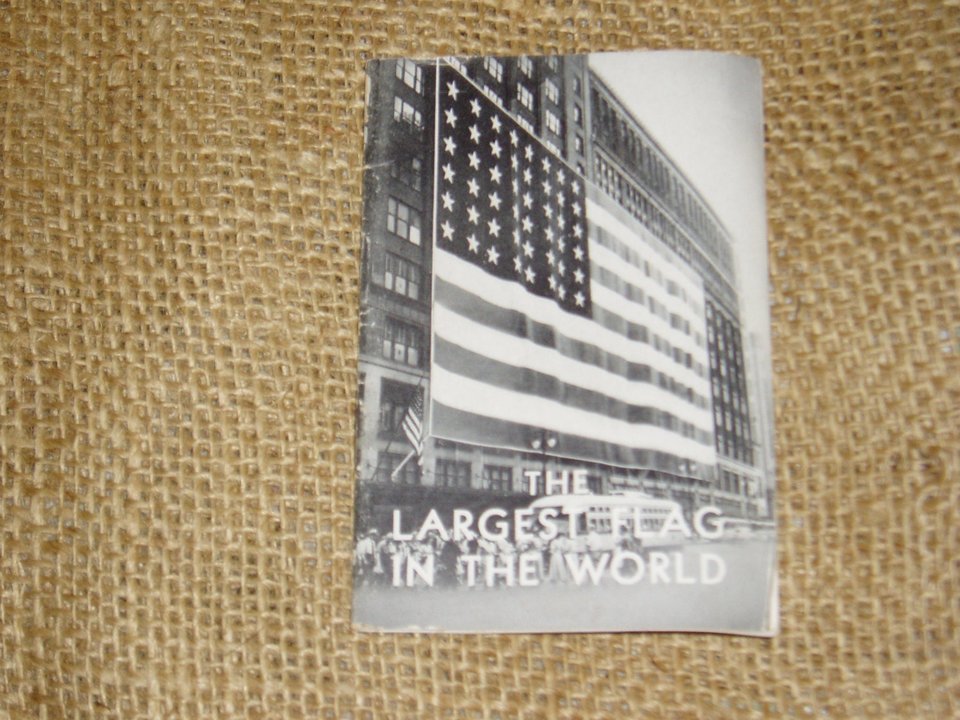 THE
LARGEST FLAG
IN THE WORLD